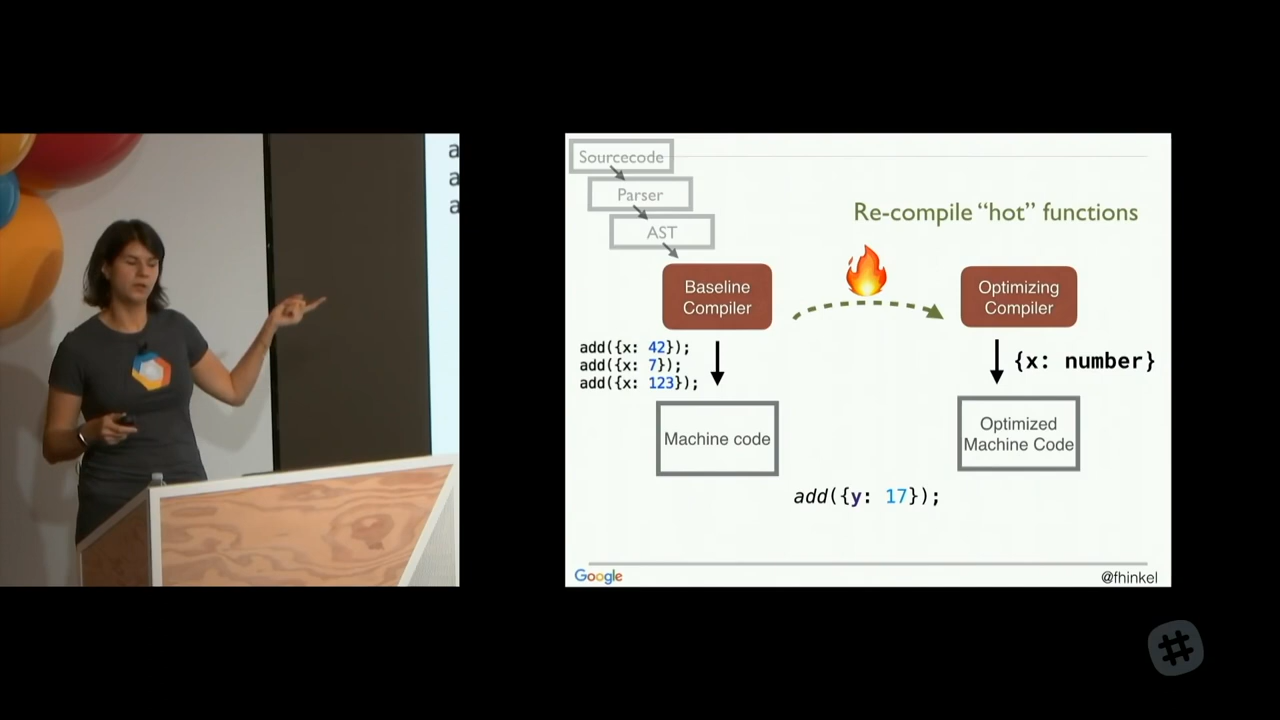 a
a
a
Sourcecode
Parser
AST
Re-compile “hot” functions
Baseline
Compiler
Optimizing
Compiler
add({x: 42});
add({x: 7});
add({x: 123});
{x: number}
Machine code
Optimized
Machine Code
add({y: 17});
Google
@fhinkel
#